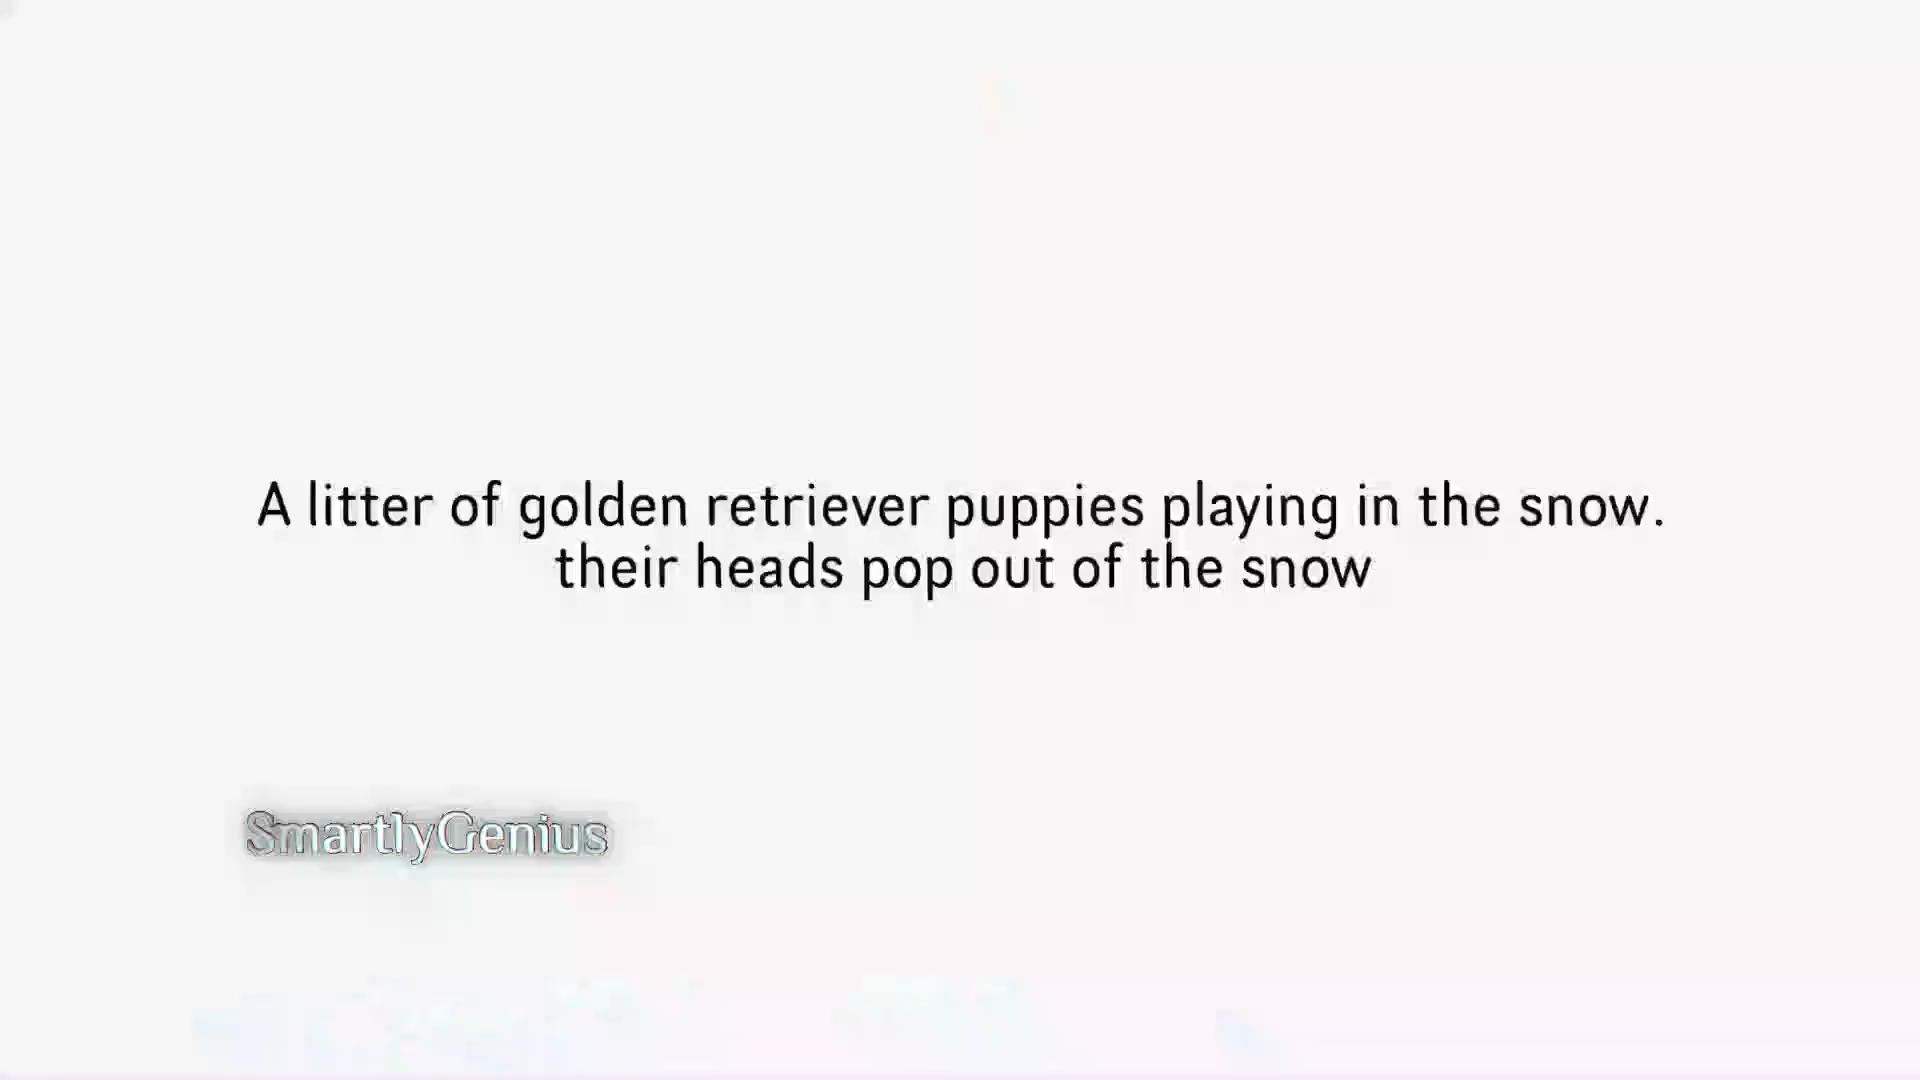 A litter of golden retriever puppies playing in the snow.
their heads pop out of the snow
SmartlyGenius